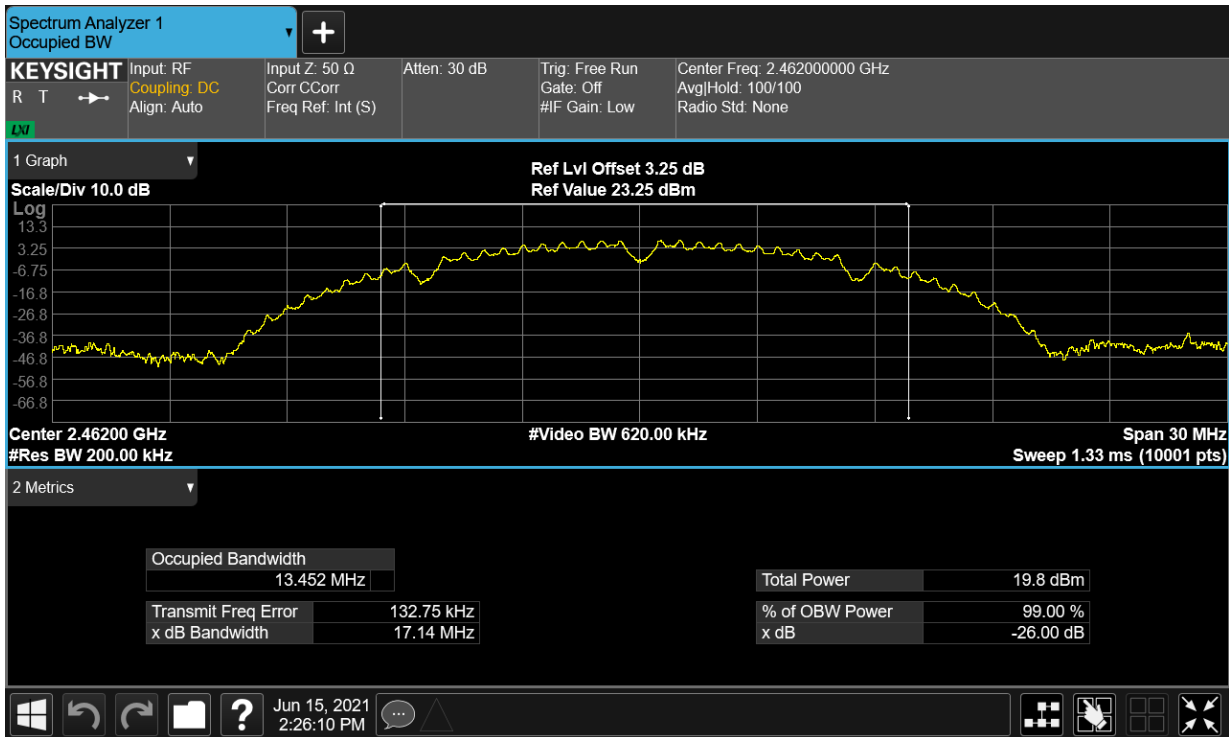 Spectrum Analyzer 1
Occupied BW
KEYSIGHT
R T
LXI
Input: RF
Coupling: DC
Align: Auto
Input Z: 50 Ω
Corr CCorr
Freq Ref: Int (S)
Atten: 30 dB
Trig: Free Run
Gate: Off
#IF Gain: Low
Center Freq: 2.462000000 GHz
Avg|Hold: 100/100
Radio Std: None
1 Graph
Scale/Div 10.0 dB
Ref Lvl Offset 3.25 dB
Ref Value 23.25 dBm
Log
13.3
3.25
-6.75
-16.8
-26.8
-36.8
-46.8
-56.8
-66.8
Center 2.46200 GHz
#Res BW 200.00 kHz
#Video BW 620.00 kHz
Span 30 MHz
Sweep 1.33 ms (10001 pts)
2 Metrics
Occupied Bandwidth
13.452 MHz
Transmit Freq Error 132.75 kHz
x dB Bandwidth 17.14 MHz
Total Power 19.8 dBm
% of OBW Power 99.00 %
x dB -26.00 dB
?
Jun 15, 2021
2:26:10 PM